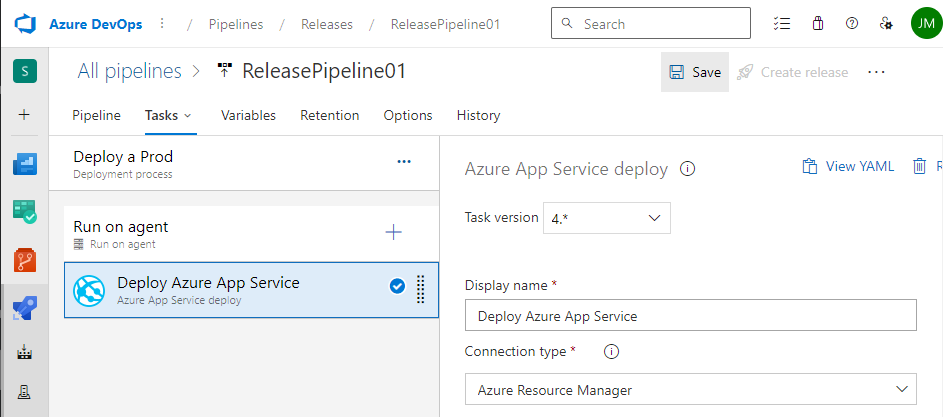 Azure DevOps / Pipelines / Releases / ReleasePipeline01 Search JM
S
All pipelines > ReleasePipeline01 Save Create release ...
Pipeline Tasks Variables Retention Options History
Deploy a Prod ...
Deployment process
Run on agent
Run on agent
Deploy Azure App Service
Azure App Service deploy
Azure App Service deploy View YAML R
Task version 4.*
Display name *
Deploy Azure App Service
Connection type *
Azure Resource Manager